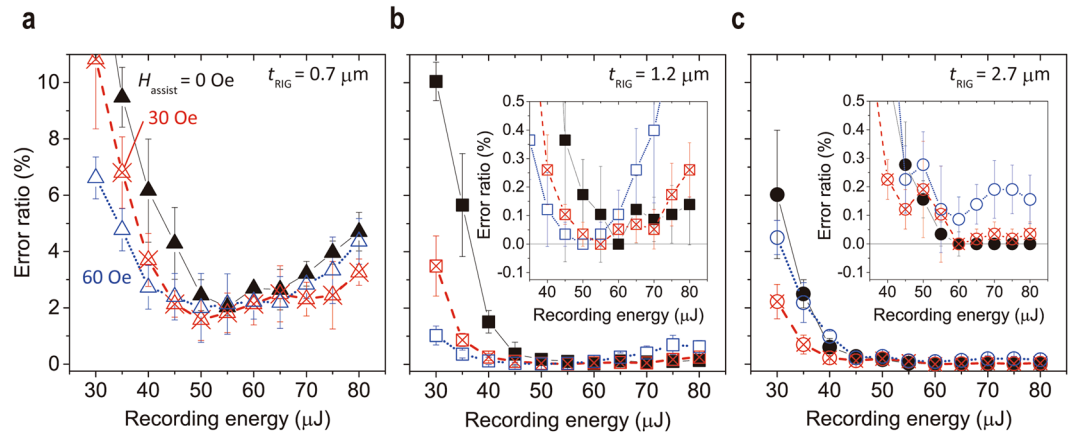 a
Error ratio (%)
10
8
6
4
2
0
H_assist = 0 Oe
30 Oe
60 Oe
t_RIG = 0.7 μm
30 40 50 60 70 80
Recording energy (μJ)
b
t_RIG = 1.2 μm
Error ratio (%)
0.5
0.4
0.3
0.2
0.1
0.0
-0.1
40 50 60 70 80
Recording energy (μJ)
30 40 50 60 70 80
Recording energy (μJ)
c
t_RIG = 2.7 μm
Error ratio (%)
0.5
0.4
0.3
0.2
0.1
0.0
-0.1
40 50 60 70 80
Recording energy (μJ)
30 40 50 60 70 80
Recording energy (μJ)